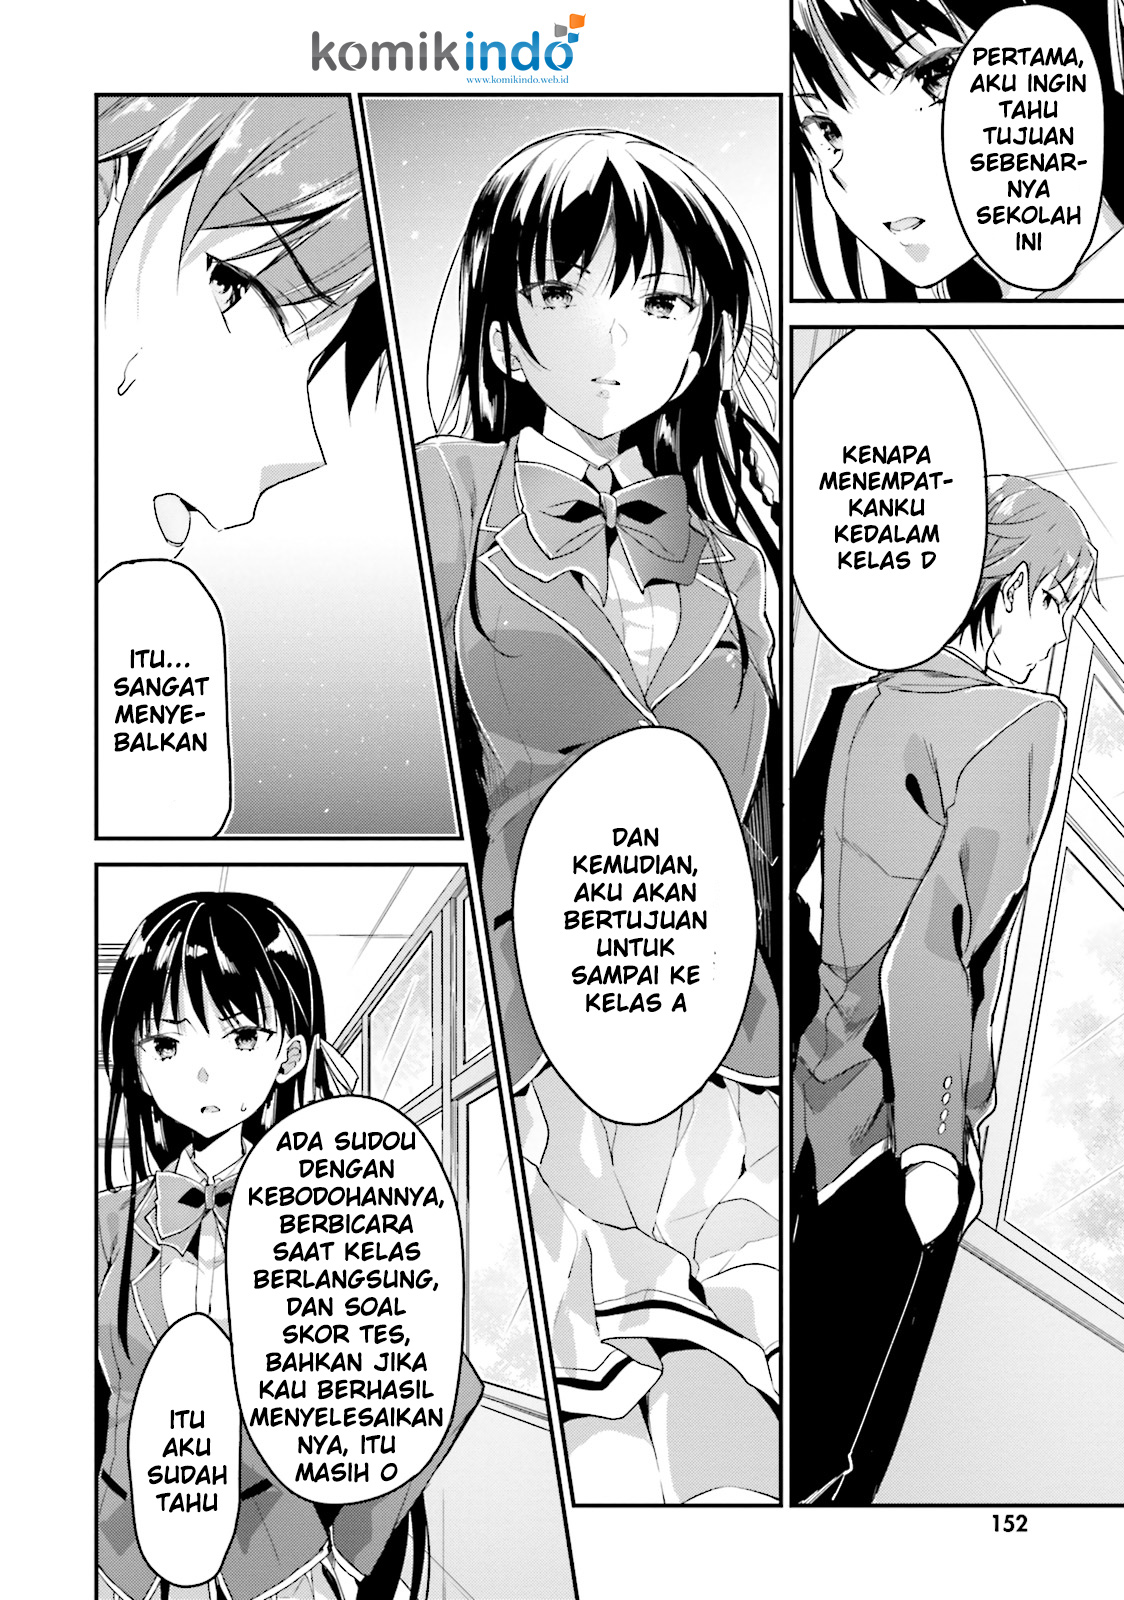 komikindo
www.komikindo.web.id
PERTAMA,
AKU INGIN
TAHU
TUJUAN
SEBENAR-
NYA
SEKOLAH
INI
KENAPA
MENEMPAT-
KANKU
KEDALAM
KELAS D
DAN
KEMUDIAN,
AKU AKAN
BERTUJUAN
UNTUK
SAMPAI KE
KELAS A
ITU...
SANGAT
MENYE-
BALKAN
ADA SUDOU
DENGAN
KEBODOHANNYA,
BERBICARA
SAAT KELAS
BERLANGSUNG,
DAN SOAL
SKOR TES,
BAHKAN JIKA
KAU BERHASIL
MENYELESAIKAN
NYA, ITU
MASIH 0
ITU
AKU
SUDAH
TAHU
152